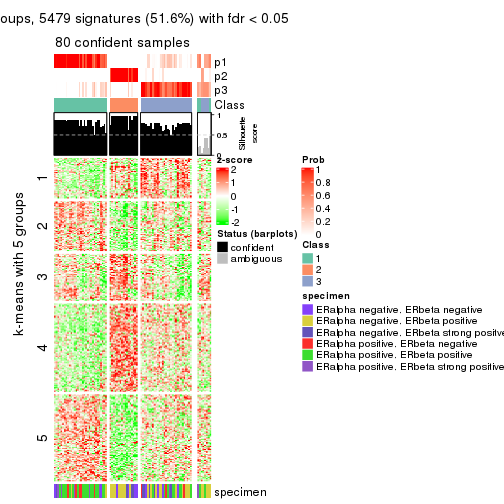 oups, 5479 signatures (51.6%) with fdr < 0.05
80 confident samples
p1
p2
p3
Class
1
0.5
0
Silhouette
score
k-means with 5 groups
1
2
3
4
5
specimen
z-score
2
1
0
-1
-2
Status (barplots)
confident
ambiguous
Prob
1
0.8
0.6
0.4
0.2
0
Class
1
2
3
specimen
ERalpha negative. ERbeta negative
ERalpha negative. ERbeta positive
ERalpha negative. ERbeta strong positive
ERalpha positive. ERbeta negative
ERalpha positive. ERbeta positive
ERalpha positive. ERbeta strong positive